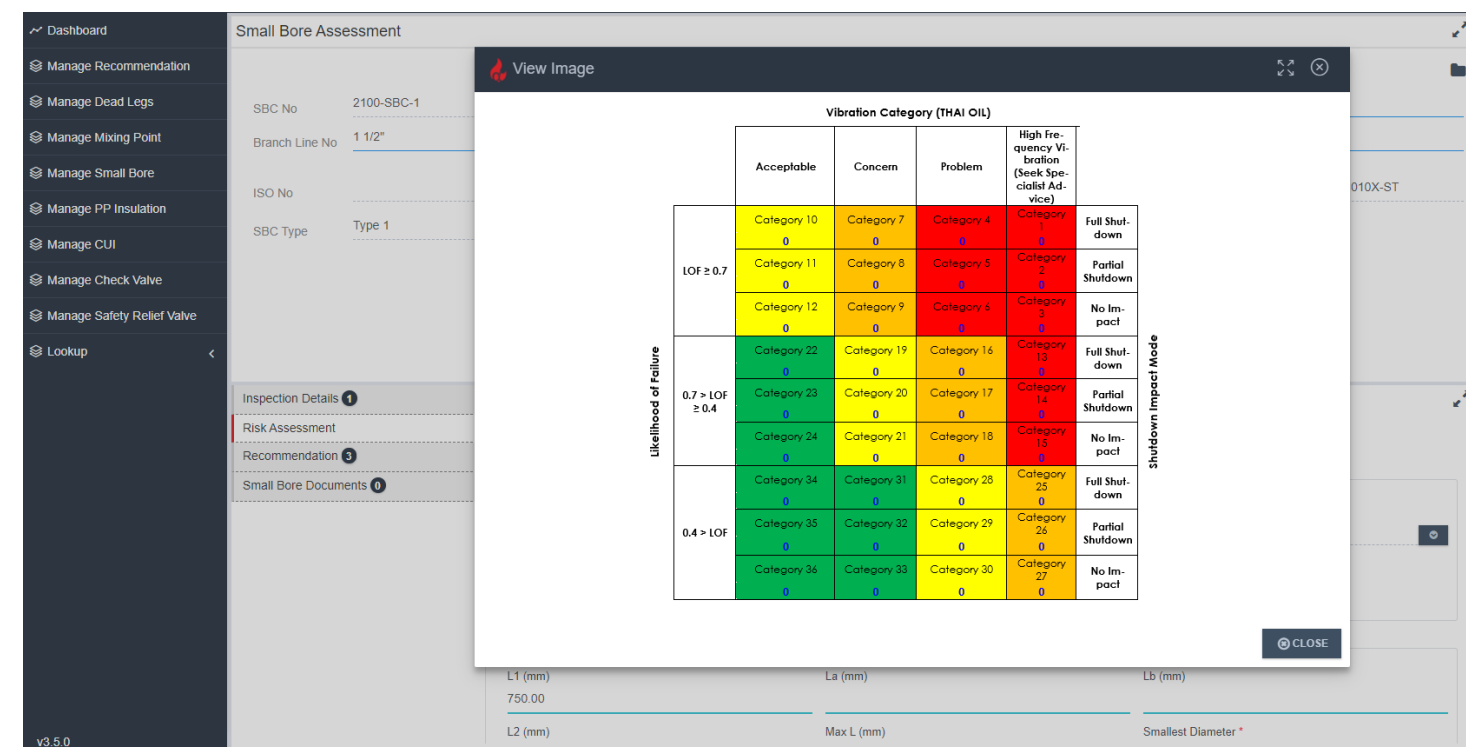 Dashboard
Manage Recommendation
Manage Dead Legs
Manage Mixing Point
Manage Small Bore
Manage PP Insulation
Manage CUI
Manage Check Valve
Manage Safety Relief Valve
Lookup
v3.5.0
Small Bore Assessment
SBC No 2100-SBC-1
Branch Line No 1 1/2"
ISO No
010X-ST
SBC Type Type 1
Inspection Details 1
Risk Assessment
Recommendation 3
Small Bore Documents 0
View Image
Vibration Category (THAI OIL)
Acceptable
Concern
Problem
High Fre-
quency Vi-
bration
(Seek Spe-
cialist Ad-
vice)
Likelihood of Failure
Shutdown Impact Mode
LOF ≥ 0.7
Category 10
0
Category 7
0
Category 4
0
Category
1
0
Full Shut-
down
Category 11
0
Category 8
0
Category 5
0
Category
2
0
Partial
Shutdown
Category 12
0
Category 9
0
Category 6
0
Category
3
0
No Im-
pact
0.7 > LOF
≥ 0.4
Category 22
0
Category 19
0
Category 16
0
Category
13
0
Full Shut-
down
Category 23
0
Category 20
0
Category 17
0
Category
14
0
Partial
Shutdown
Category 24
0
Category 21
0
Category 18
0
Category
15
0
No Im-
pact
0.4 > LOF
Category 34
0
Category 31
0
Category 28
0
Category
25
0
Full Shut-
down
Category 35
0
Category 32
0
Category 29
0
Category
26
0
Partial
Shutdown
Category 36
0
Category 33
0
Category 30
0
Category
27
0
No Im-
pact
CLOSE
L1 (mm)
750.00
La (mm)
Lb (mm)
L2 (mm)
Max L (mm)
Smallest Diameter *